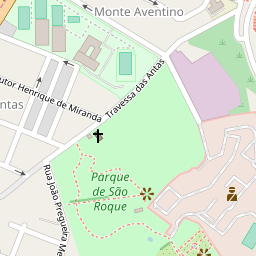 Monte Aventino
utor Henrique de Miranda
Travessa das Antas
ntas
Parque
de São
Roque
Rua João Pregueira Me